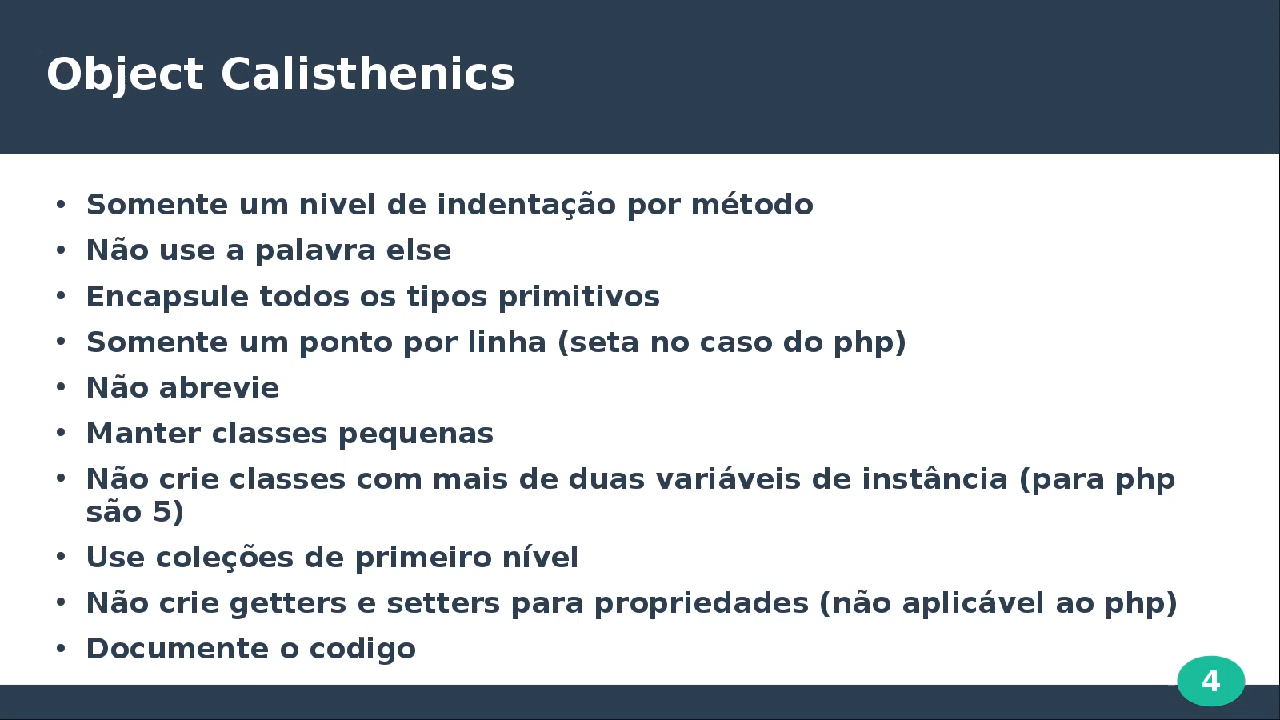 Object Calisthenics
• Somente um nivel de indentação por método
• Não use a palavra else
• Encapsule todos os tipos primitivos
• Somente um ponto por linha (seta no caso do php)
• Não abrevie
• Manter classes pequenas
• Não crie classes com mais de duas variáveis de instância (para php
são 5)
• Use coleções de primeiro nível
• Não crie getters e setters para propriedades (não aplicável ao php)
• Documente o codigo
4